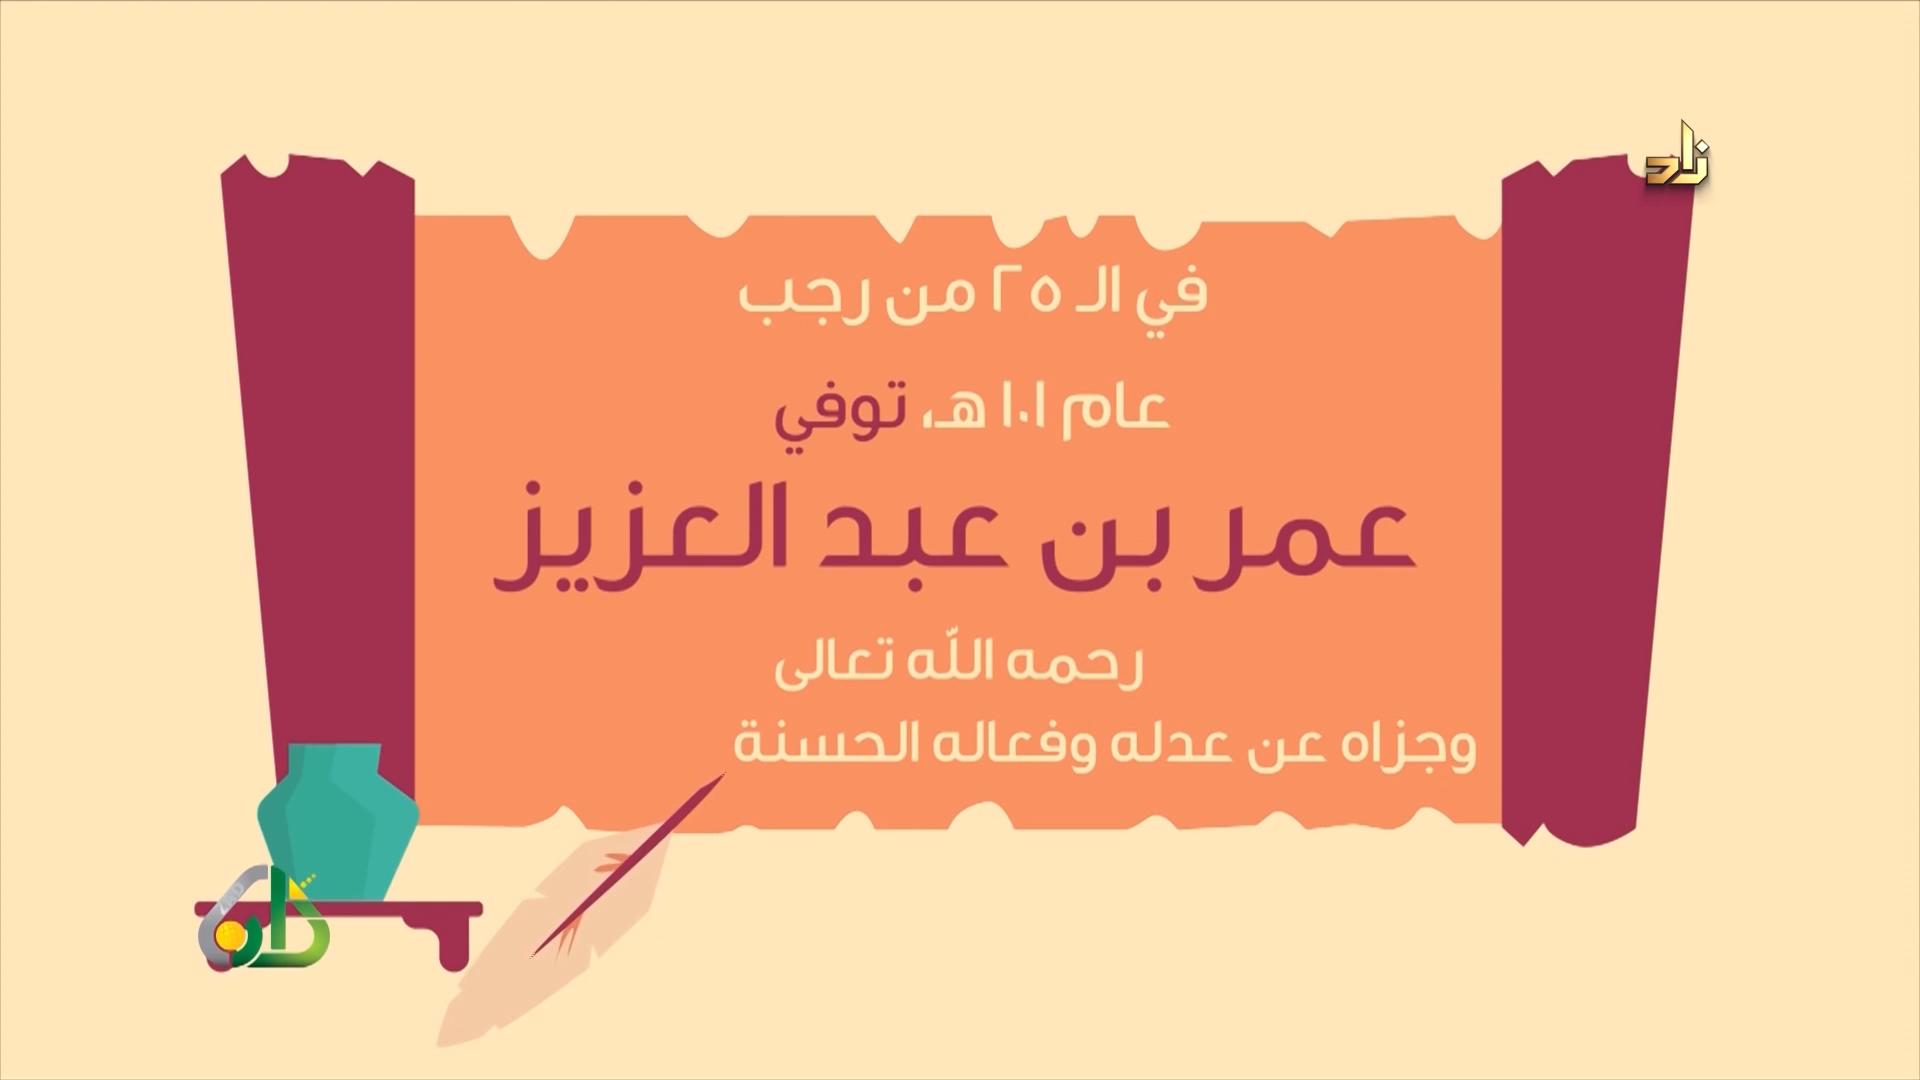 زاد
في الـ ٢٥ من رجب
عام ١٠١ هـ، توفي
عمر بن عبد العزيز
رحمه الله تعالى
وجزاه عن عدله وفعاله الحسنة